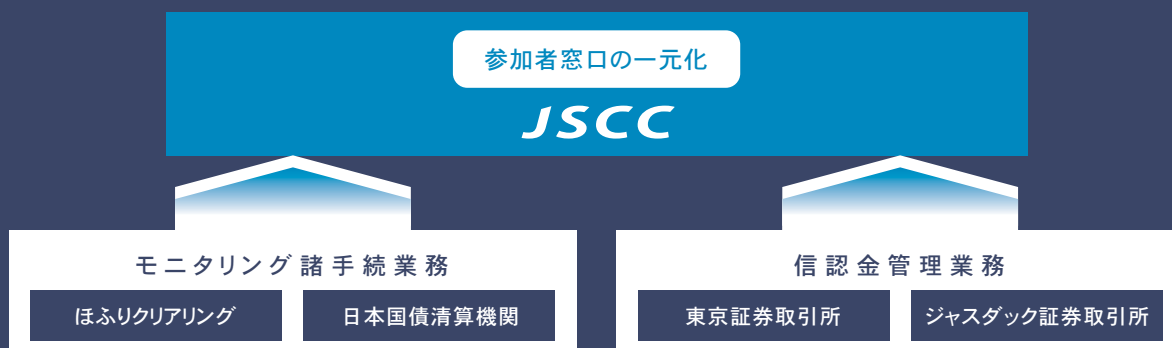 参加者窓口の一元化
JSCC
モニタリング諸手続業務
ほふりクリアリング
日本国債清算機関
信認金管理業務
東京証券取引所
ジャスダック証券取引所